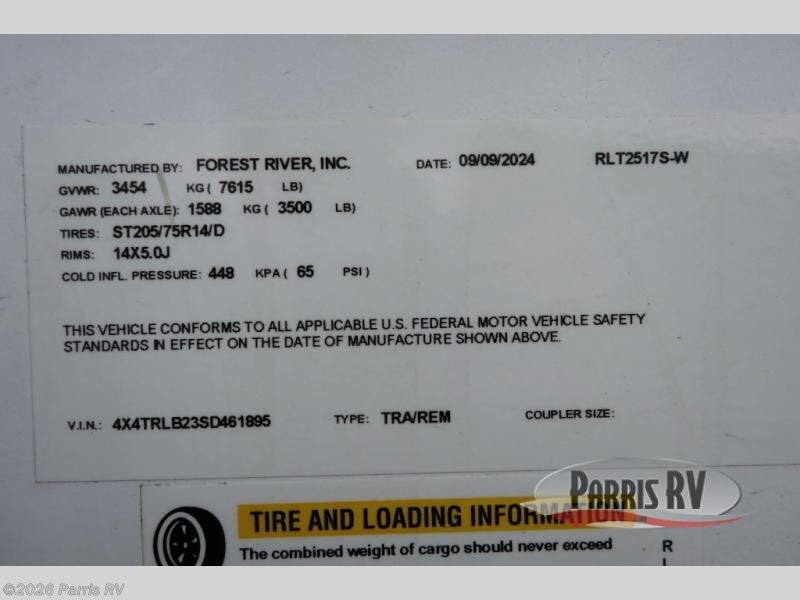 MANUFACTURED BY: FOREST RIVER, INC. DATE: 09/09/2024 RLT2517S-W
GVWR: 3454 KG ( 7615 LB)
GAWR (EACH AXLE): 1588 KG ( 3500 LB)
TIRES: ST205/75R14/D
RIMS: 14X5.0J
COLD INFL. PRESSURE: 448 KPA ( 65 PSI )
THIS VEHICLE CONFORMS TO ALL APPLICABLE U.S. FEDERAL MOTOR VEHICLE SAFETY
STANDARDS IN EFFECT ON THE DATE OF MANUFACTURE SHOWN ABOVE.
V.I.N.: 4X4TRLB23SD461895 TYPE: TRA/REM COUPLER SIZE:
PARRIS RV
TIRE AND LOADING INFORMATION
The combined weight of cargo should never exceed
R
©2026 Parris RV